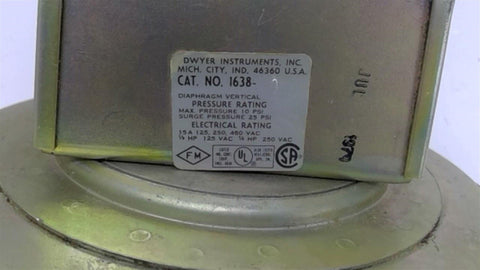 DWYER INSTRUMENTS, INC.
MICH. CITY, IND. 46360 U.S.A.
CAT. NO. 1638-
DIAPHRAGM VERTICAL
PRESSURE RATING
MAX. PRESSURE 10 PSI
SURGE PRESSURE 25 PSI
ELECTRICAL RATING
15 A 125, 250, 480 VAC
⅛ HP 125 VAC ¼ HP 250 VAC
FM
UL
SA